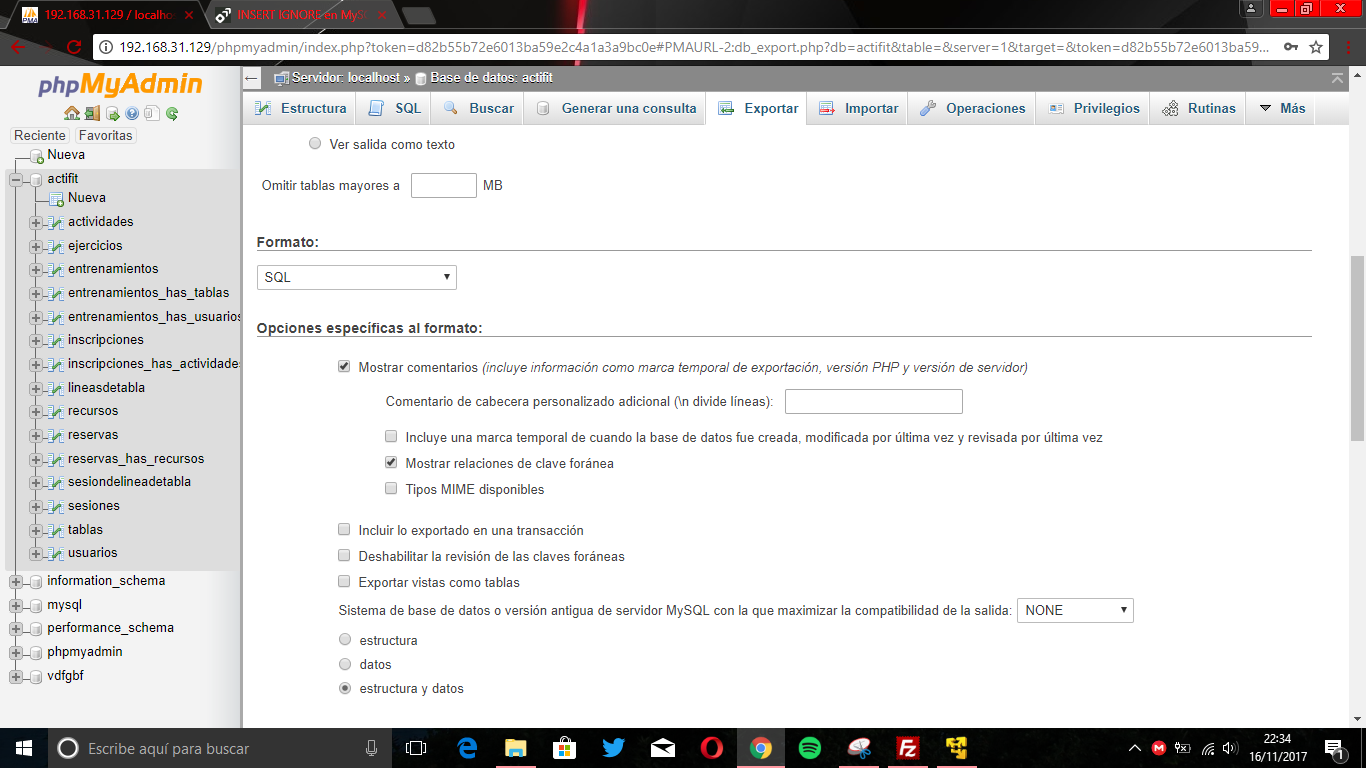 192.168.31.129 / localho
INSERT IGNORE en MyS
192.168.31.129/phpmyadmin/index.php?token=d82b55b72e6013ba59e2c4a1a3a9bc0e#PMAURL-2:db_export.php?db=actifit&table=&server=1&target=&token=d82b55b72e6013ba59...
phpMyAdmin
Reciente
Favoritas
Nueva
actifit
Nueva
actividades
ejercicios
entrenamientos
entrenamientos_has_tablas
entrenamientos_has_usuarios
inscripciones
inscripciones_has_actividade
lineasdetabla
recursos
reservas
reservas_has_recursos
sesiondelineadetabla
sesiones
tablas
usuarios
information_schema
mysql
performance_schema
phpmyadmin
vdfgbf
Servidor: localhost » Base de datos: actifit
Estructura SQL Buscar Generar una consulta Exportar Importar Operaciones Privilegios Rutinas Más
Ver salida como texto
Omitir tablas mayores a MB
Formato:
SQL
Opciones específicas al formato:
Mostrar comentarios (incluye información como marca temporal de exportación, versión PHP y versión de servidor)
Comentario de cabecera personalizado adicional (\n divide líneas):
Incluye una marca temporal de cuando la base de datos fue creada, modificada por última vez y revisada por última vez
Mostrar relaciones de clave foránea
Tipos MIME disponibles
Incluir lo exportado en una transacción
Deshabilitar la revisión de las claves foráneas
Exportar vistas como tablas
Sistema de base de datos o versión antigua de servidor MySQL con la que maximizar la compatibilidad de la salida: NONE
estructura
datos
estructura y datos
Escribe aquí para buscar
22:34
16/11/2017
1